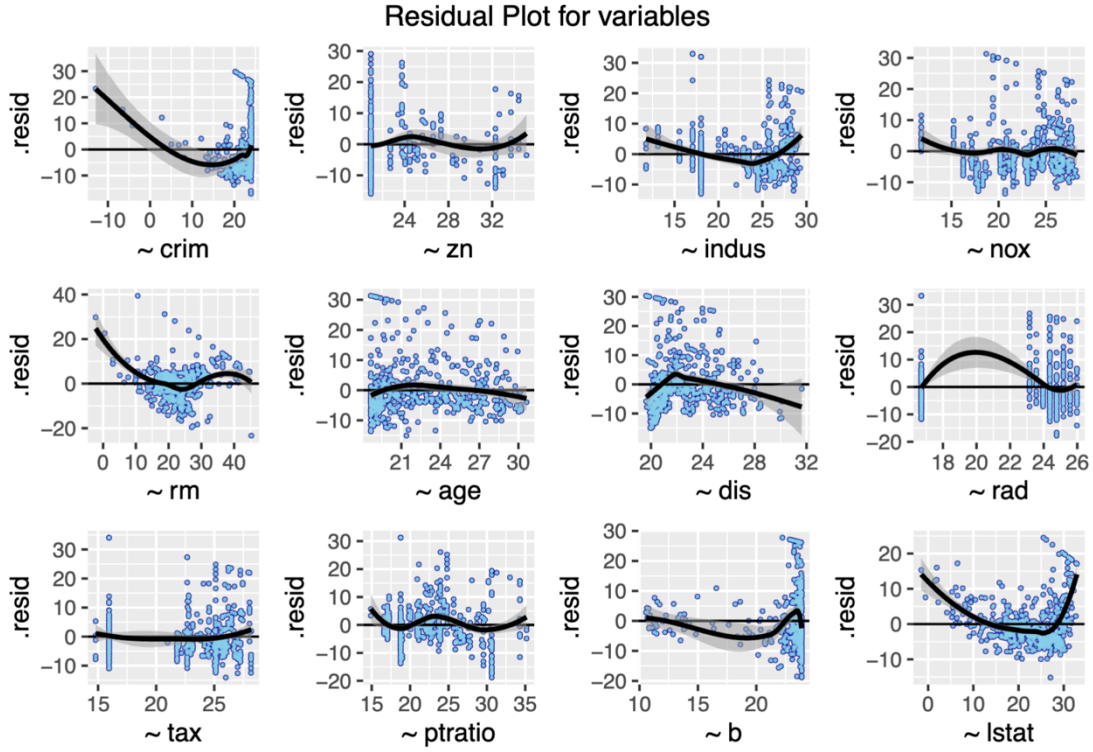 Residual Plot for variables
30
20
10
0
−10
.resid
−10 0 10 20
~ crim
30
20
10
0
−10
.resid
24 28 32
~ zn
30
20
10
0
−10
.resid
15 20 25 30
~ indus
30
20
10
0
−10
.resid
15 20 25
~ nox
40
20
0
−20
.resid
0 10 20 30 40
~ rm
30
20
10
0
−10
.resid
21 24 27 30
~ age
30
20
10
0
−10
.resid
20 24 28 32
~ dis
30
20
10
0
−10
−20
.resid
18 20 22 24 26
~ rad
30
20
10
0
−10
.resid
15 20 25
~ tax
30
20
10
0
−10
−20
.resid
15 20 25 30 35
~ ptratio
30
20
10
0
−10
−20
.resid
10 15 20
~ b
20
10
0
−10
.resid
0 10 20 30
~ lstat